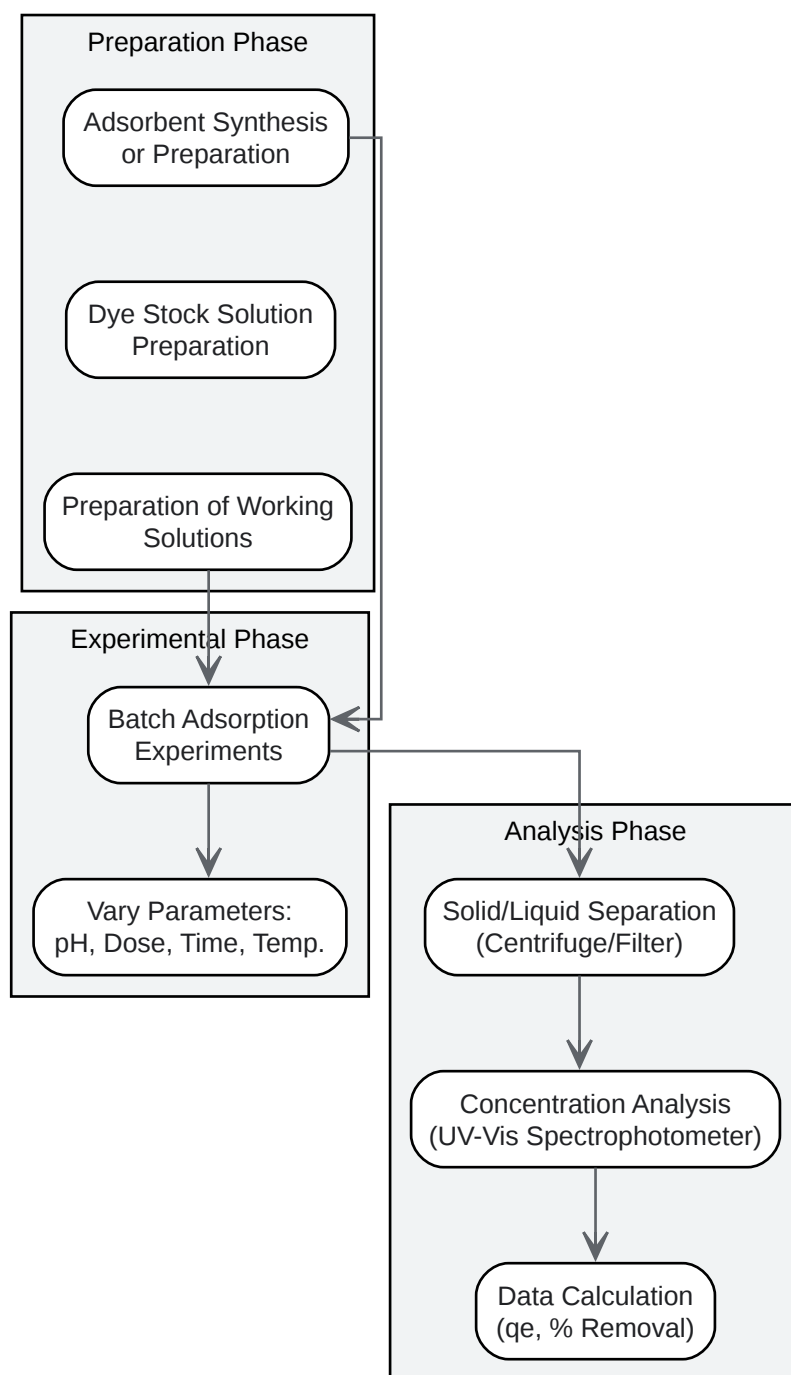 Preparation Phase
Adsorbent Synthesis
or Preparation
Dye Stock Solution
Preparation
Preparation of Working
Solutions
Experimental Phase
Batch Adsorption
Experiments
Vary Parameters:
pH, Dose, Time, Temp.
Analysis Phase
Solid/Liquid Separation
(Centrifuge/Filter)
Concentration Analysis
(UV-Vis Spectrophotometer)
Data Calculation
(qe, % Removal)